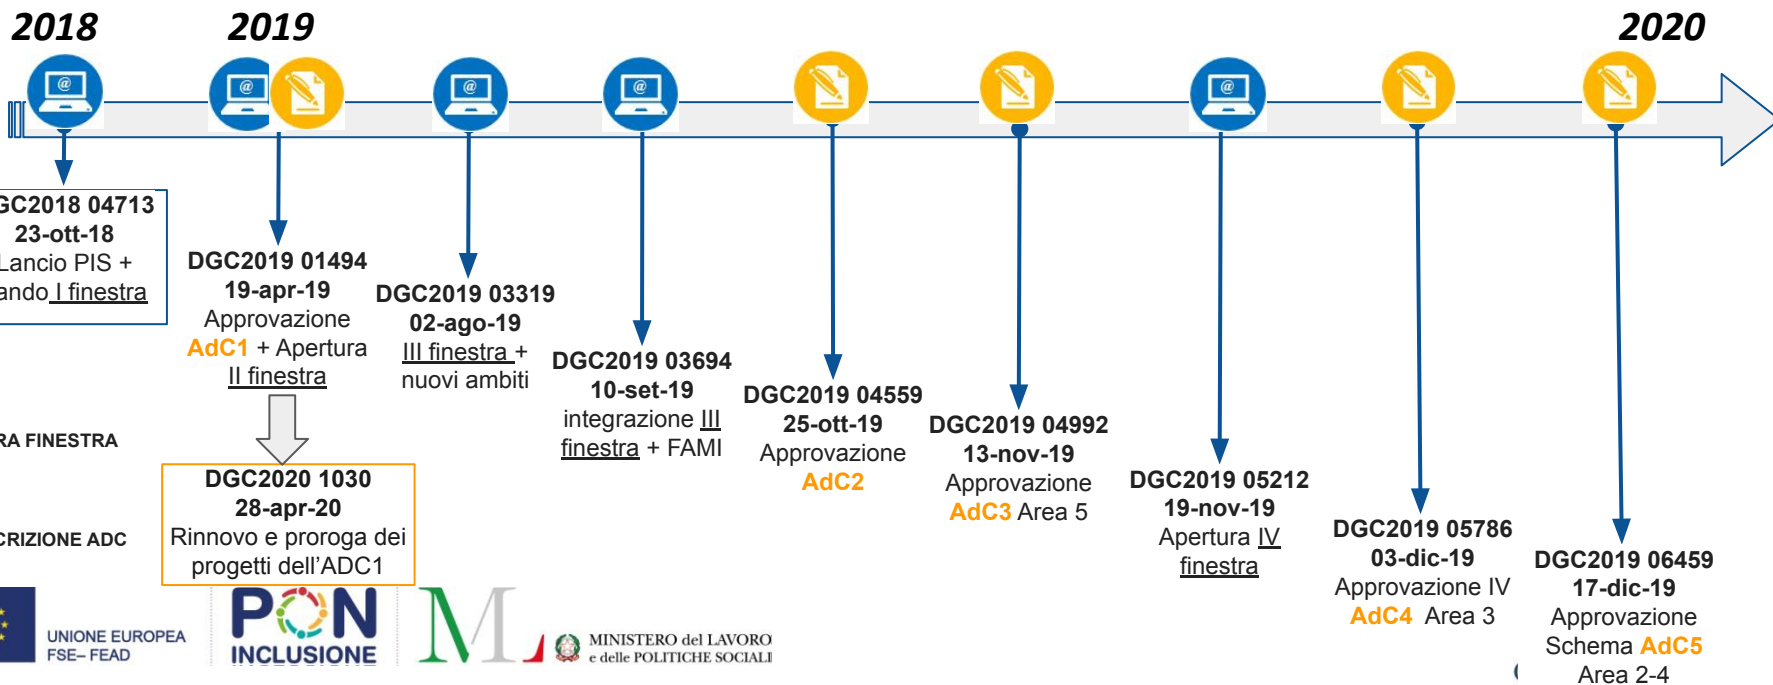 2018
2019
2020
GC2018 04713
23-ott-18
Lancio PIS +
ando I finestra
DGC2019 01494
19-apr-19
Approvazione
AdC1 + Apertura
II finestra
DGC2020 1030
28-apr-20
Rinnovo e proroga dei
progetti dell'ADC1
DGC2019 03319
02-ago-19
III finestra +
nuovi ambiti
DGC2019 03694
10-set-19
integrazione III
finestra + FAMI
DGC2019 04559
25-ott-19
Approvazione
AdC2
DGC2019 04992
13-nov-19
Approvazione
AdC3 Area 5
DGC2019 05212
19-nov-19
Apertura IV
finestra
DGC2019 05786
03-dic-19
Approvazione IV
AdC4 Area 3
DGC2019 06459
17-dic-19
Approvazione
Schema AdC5
Area 2-4
RA FINESTRA
CRIZIONE ADC
UNIONE EUROPEA
FSE– FEAD
PON
INCLUSIONE
ML
MINISTERO del LAVORO
e delle POLITICHE SOCIALI